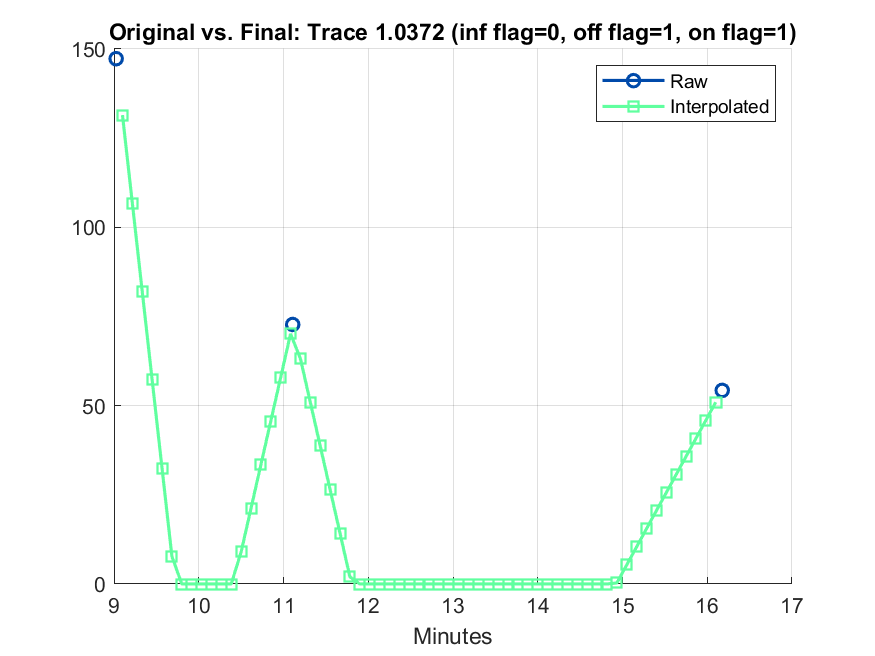 Original vs. Final: Trace 1.0372 (inf flag=0, off flag=1, on flag=1)
150
Raw
Interpolated
100
50
0
9 10 11 12 13 14 15 16 17
Minutes